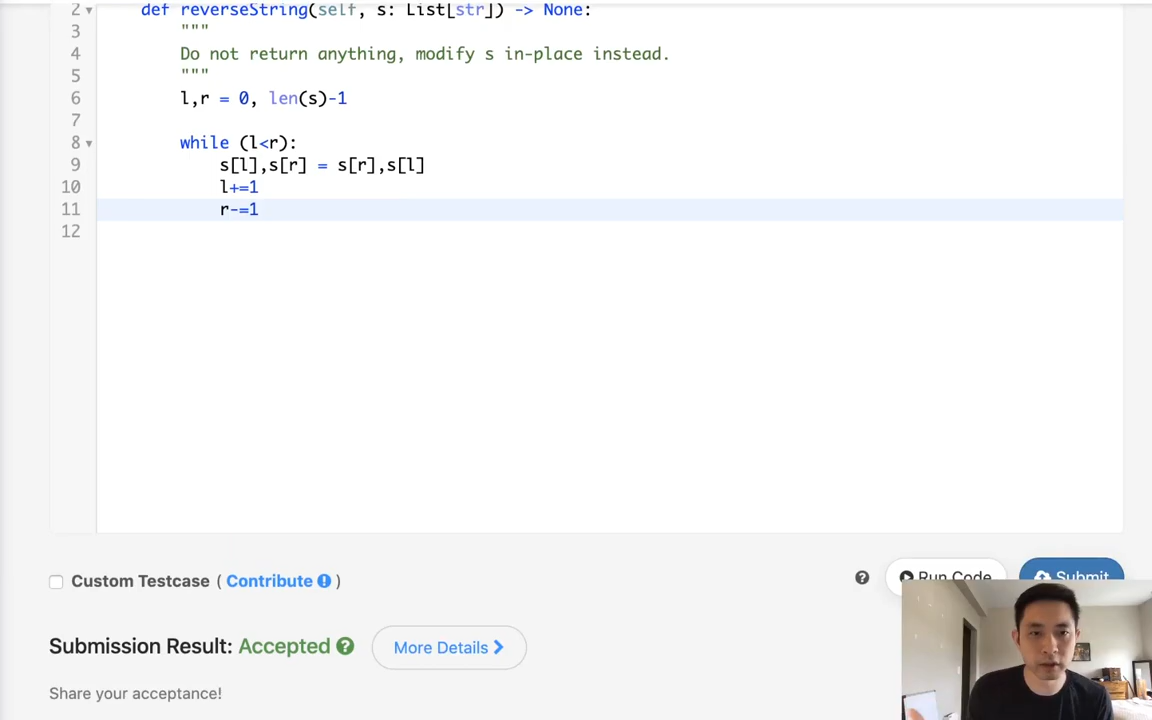 2 def reverseString(self, s: List[str]) -> None:
3 """
4 Do not return anything, modify s in-place instead.
5 """
6 l,r = 0, len(s)-1
7
8 while (l<r):
9 s[l],s[r] = s[r],s[l]
10 l+=1
11 r-=1
12
Custom Testcase ( Contribute )
? Run Code Submit
Submission Result: Accepted ? More Details
Share your acceptance!